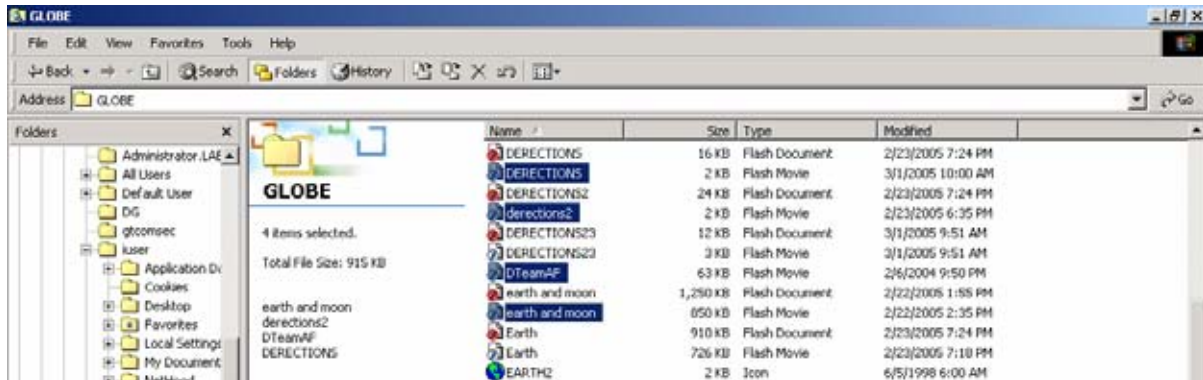 GLOBE
File Edit View Favorites Tools Help
Back Search Folders History
Address GLOBE Go
Folders
Administrator.LAB
All Users
Default User
DG
gtcomsec
iuser
Application Da
Cookies
Desktop
Favorites
Local Settings
My Document
NetHood
GLOBE
4 items selected.
Total File Size: 915 KB
earth and moon
derections2
DTeamAF
DERECTIONS
Name Size Type Modified
DERECTIONS 16 KB Flash Document 2/23/2005 7:24 PM
DERECTIONS 2 KB Flash Movie 3/1/2005 10:00 AM
DERECTIONS2 24 KB Flash Document 2/23/2005 7:24 PM
derections2 2 KB Flash Movie 2/23/2005 6:35 PM
DERECTIONS23 12 KB Flash Document 3/1/2005 9:51 AM
DERECTIONS23 3 KB Flash Movie 3/1/2005 9:51 AM
DTeamAF 63 KB Flash Movie 2/6/2004 9:50 PM
earth and moon 1,250 KB Flash Document 2/22/2005 1:55 PM
earth and moon 850 KB Flash Movie 2/22/2005 2:35 PM
Earth 910 KB Flash Document 2/23/2005 7:24 PM
Earth 726 KB Flash Movie 2/23/2005 7:18 PM
EARTH2 2 KB Icon 6/5/1998 6:00 AM